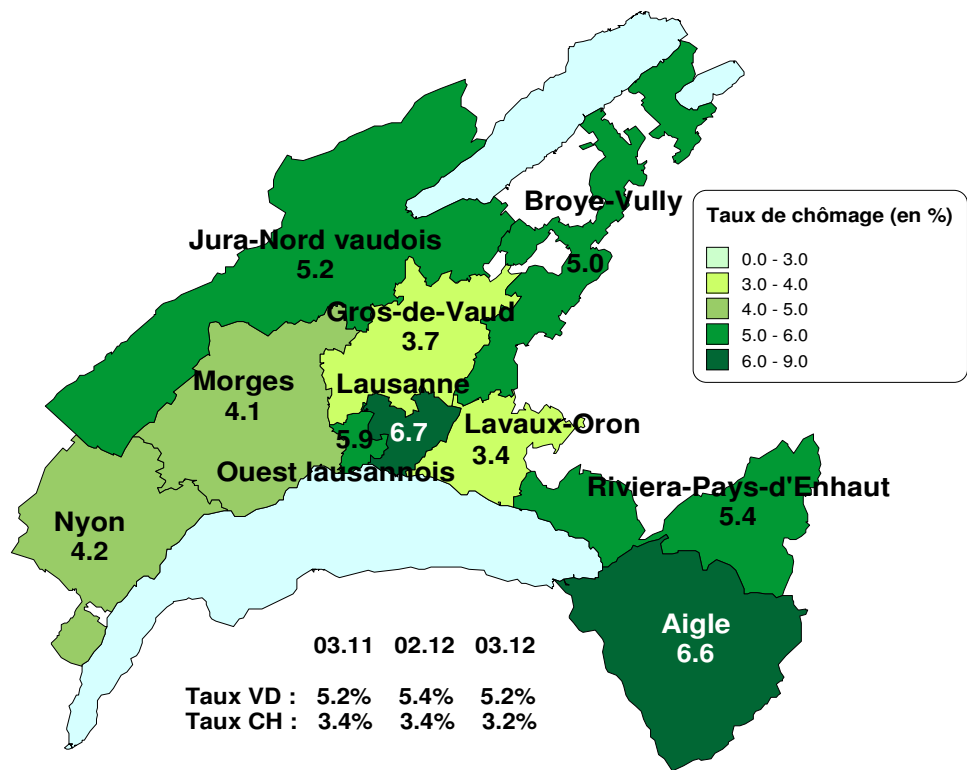 Broye-Vully
5.0
Jura-Nord vaudois
5.2
Taux de chômage (en %)
0.0 - 3.0
3.0 - 4.0
4.0 - 5.0
5.0 - 6.0
6.0 - 9.0
Gros-de-Vaud
3.7
Morges
4.1
Lausanne
6.7
5.9
Ouest lausannois
Lavaux-Oron
3.4
Riviera-Pays-d'Enhaut
5.4
Nyon
4.2
Aigle
6.6
03.11 02.12 03.12
Taux VD : 5.2% 5.4% 5.2%
Taux CH : 3.4% 3.4% 3.2%